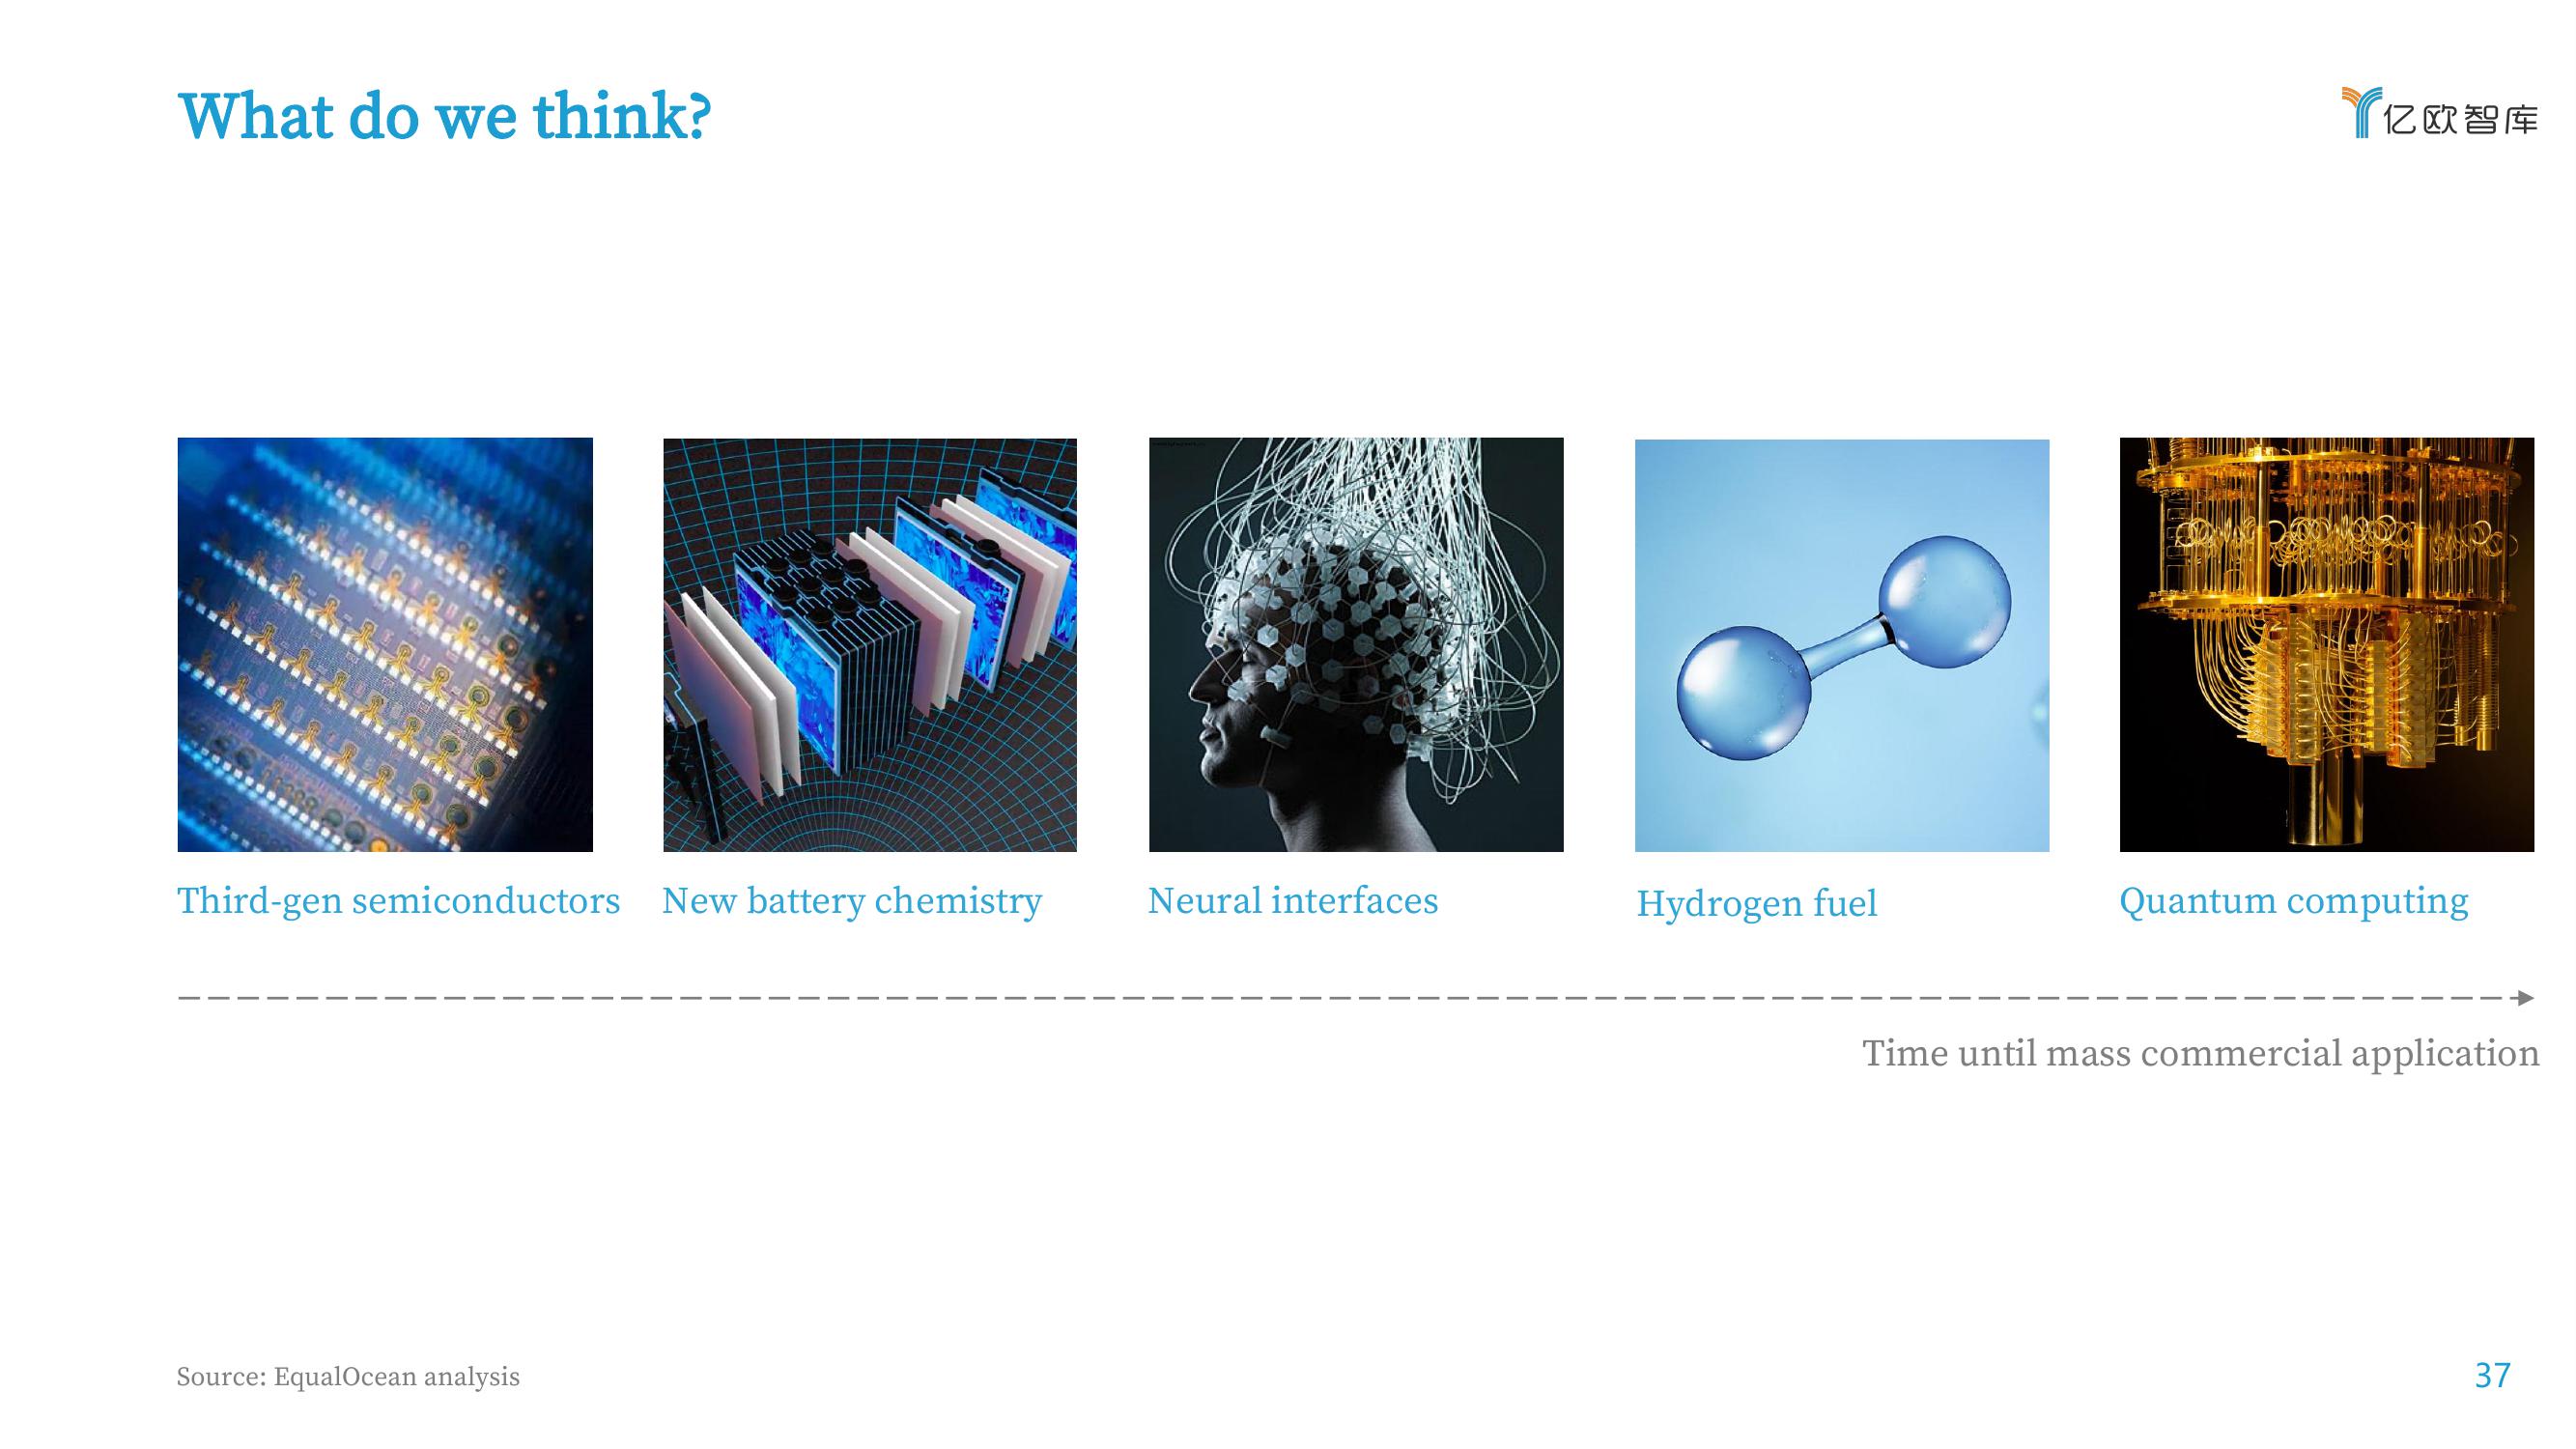 What do we think?
亿欧智库
Third-gen semiconductors
New battery chemistry
Neural interfaces
Hydrogen fuel
Quantum computing
Time until mass commercial application
Source: EqualOcean analysis
37